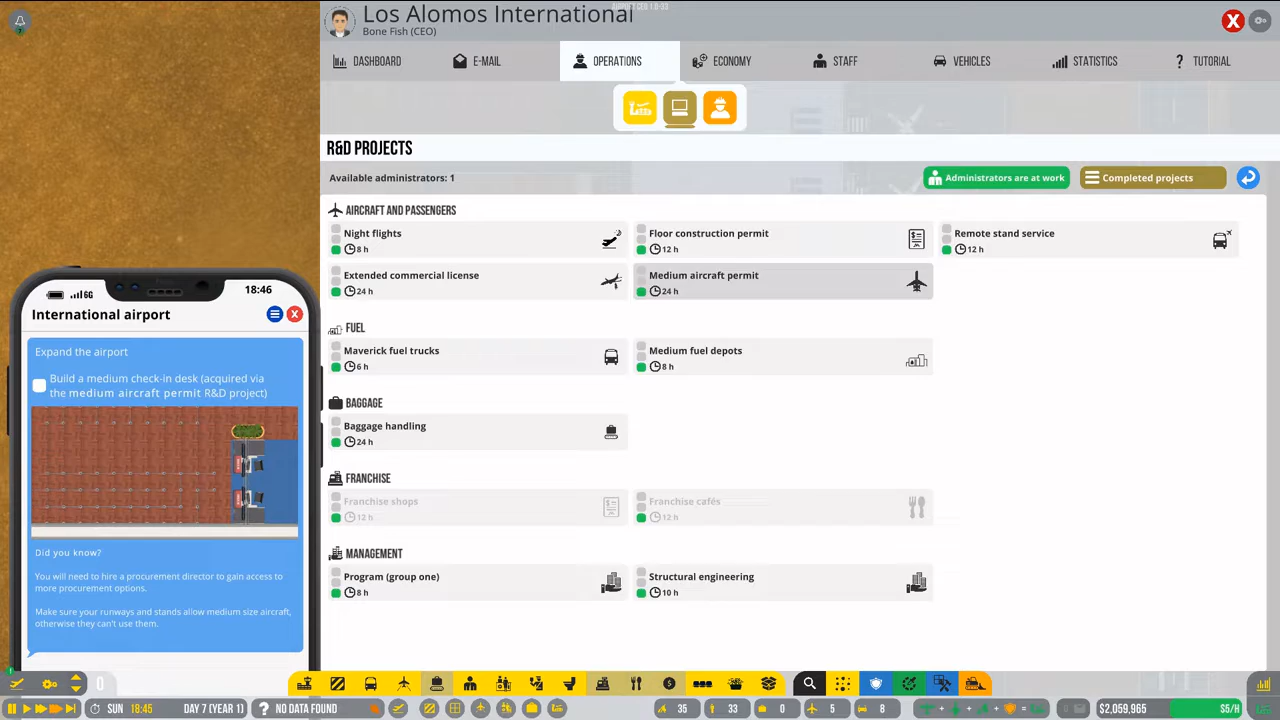 AIRPORT CEO 1.0-33
Los Alomos International
Bone Fish (CEO)
DASHBOARD
E-MAIL
OPERATIONS
ECONOMY
STAFF
VEHICLES
STATISTICS
? TUTORIAL
R&D PROJECTS
Available administrators: 1
Administrators are at work
Completed projects
AIRCRAFT AND PASSENGERS
Night flights
8 h
Floor construction permit
12 h
Remote stand service
12 h
Extended commercial license
24 h
Medium aircraft permit
24 h
FUEL
Maverick fuel trucks
6 h
Medium fuel depots
8 h
BAGGAGE
Baggage handling
24 h
FRANCHISE
Franchise shops
12 h
Franchise cafés
12 h
MANAGEMENT
Program (group one)
8 h
Structural engineering
10 h
6G
18:46
International airport
Expand the airport
Build a medium check-in desk (acquired via
the medium aircraft permit R&D project)
Did you know?
You will need to hire a procurement director to gain access to
more procurement options.
Make sure your runways and stands allow medium size aircraft,
otherwise they can't use them.
0
SUN 18:45 DAY 7 (YEAR 1) ? NO DATA FOUND 35 33 0 5 8 $2,059,965 $5/H